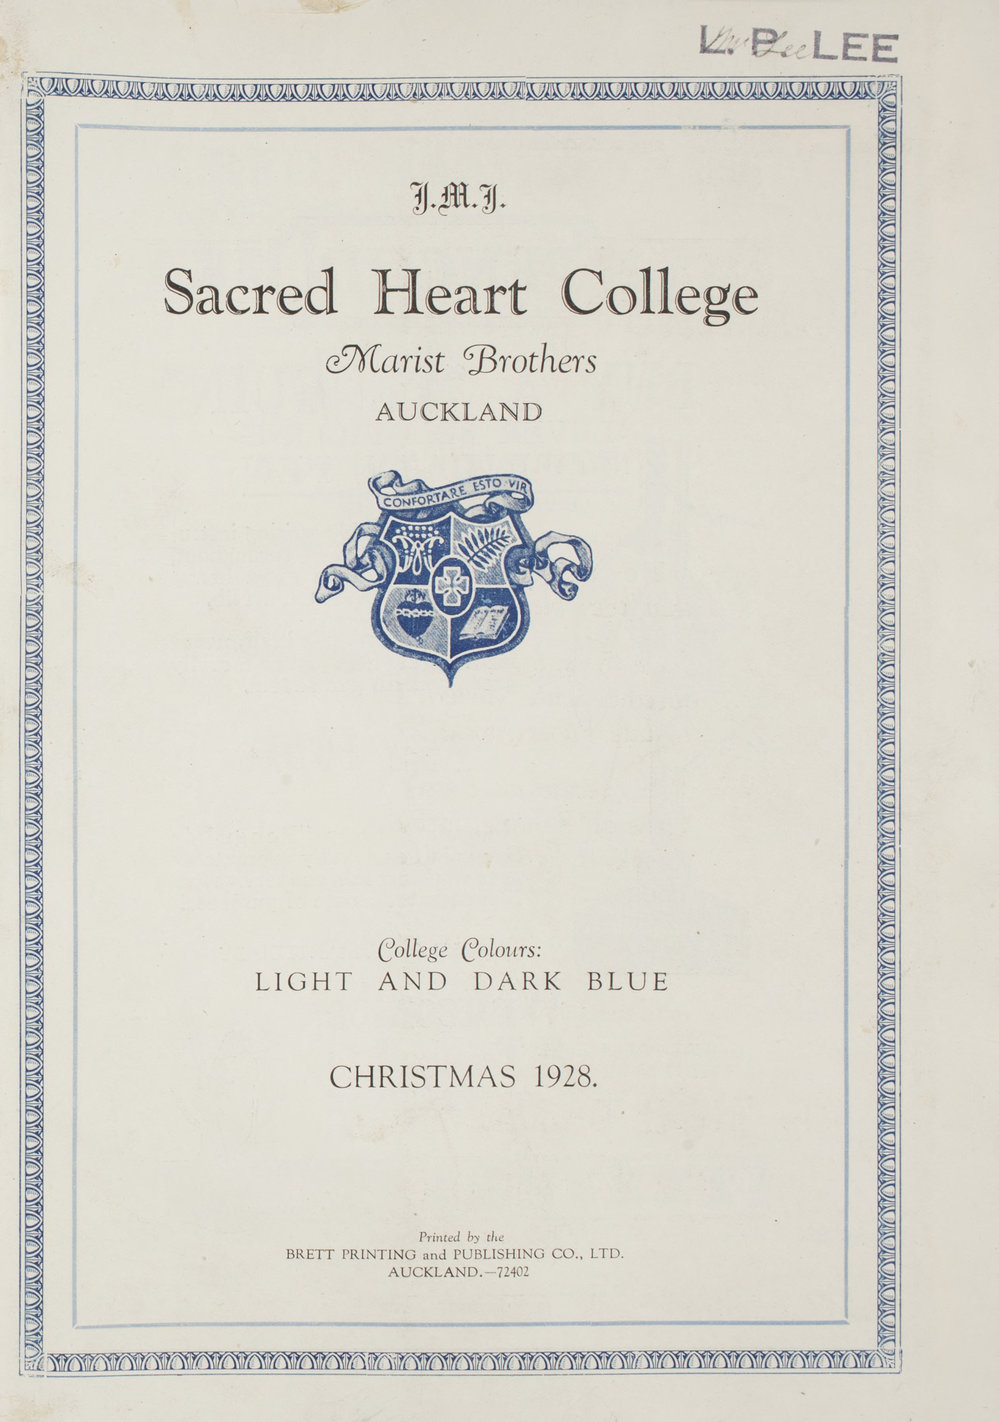 L. P. LEE
J.M.J.
Sacred Heart College
Marist Brothers
AUCKLAND
CONFORTARE ESTO VIR
College Colours:
LIGHT AND DARK BLUE
CHRISTMAS 1928.
Printed by the
BRETT PRINTING and PUBLISHING CO., LTD.
AUCKLAND.—72402